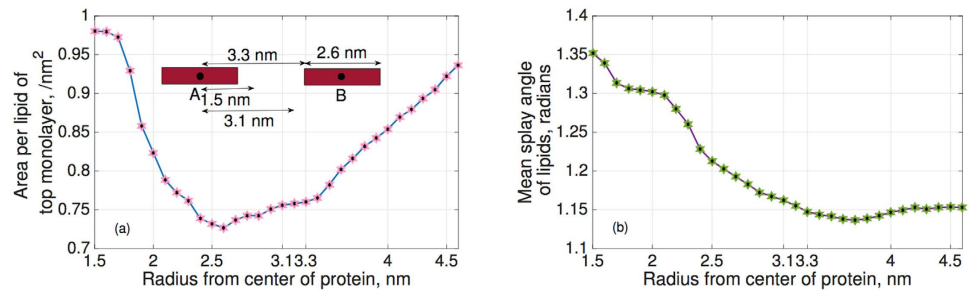 Area per lipid of
top monolayer, /nm²
1
0.95
0.9
0.85
0.8
0.75
0.7
3.3 nm
2.6 nm
A
B
1.5 nm
3.1 nm
(a)
1.5
2
2.5
3.13.3
4
4.5
Radius from center of protein, nm
Mean splay angle
of lipids, radians
1.4
1.35
1.3
1.25
1.2
1.15
1.1
(b)
1.5
2
2.5
3.13.3
4
4.5
Radius from center of protein, nm